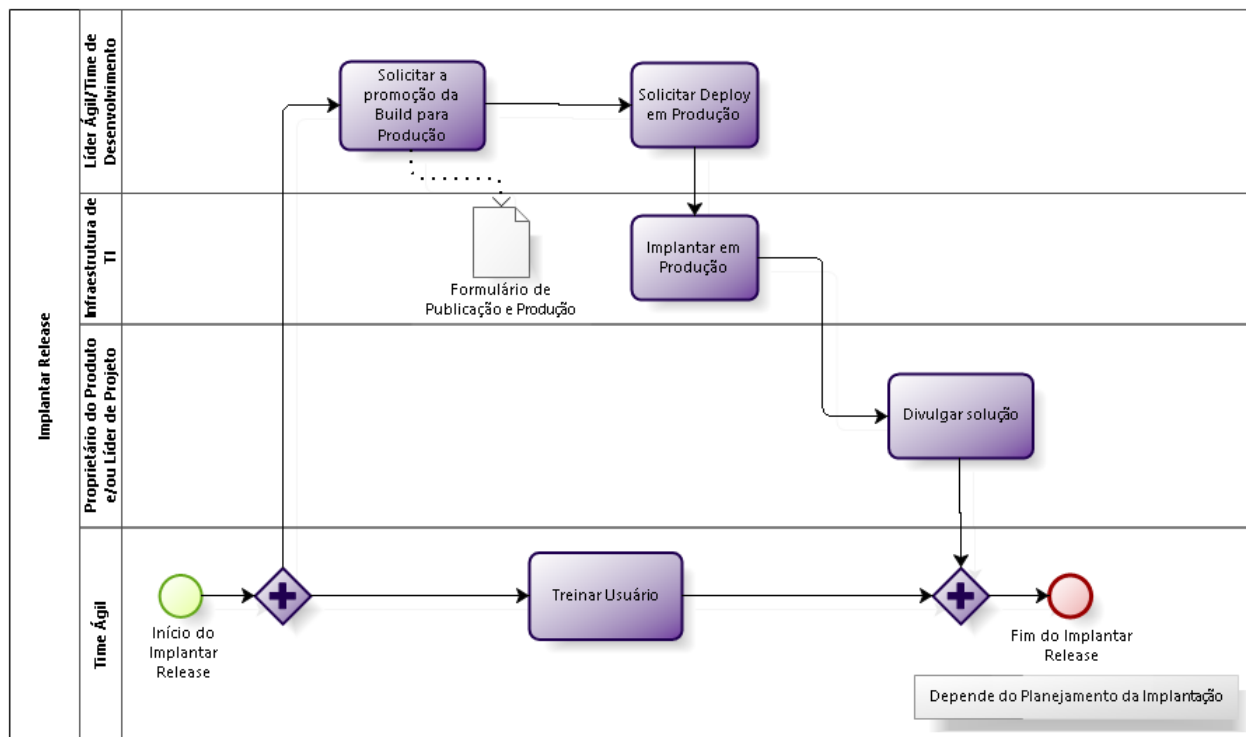 Implantar Release
Líder Ágil/Time de
Desenvolvimento
Solicitar a
promoção da
Build para
Produção
Solicitar Deploy
em Produção
Infraestrutura de
TI
Formulário de
Publicação e Produção
Implantar em
Produção
Proprietário do Produto
e/ou Líder de Projeto
Divulgar solução
Time Ágil
Início do
Implantar
Release
Treinar Usuário
Fim do Implantar
Release
Depende do Planejamento da Implantação